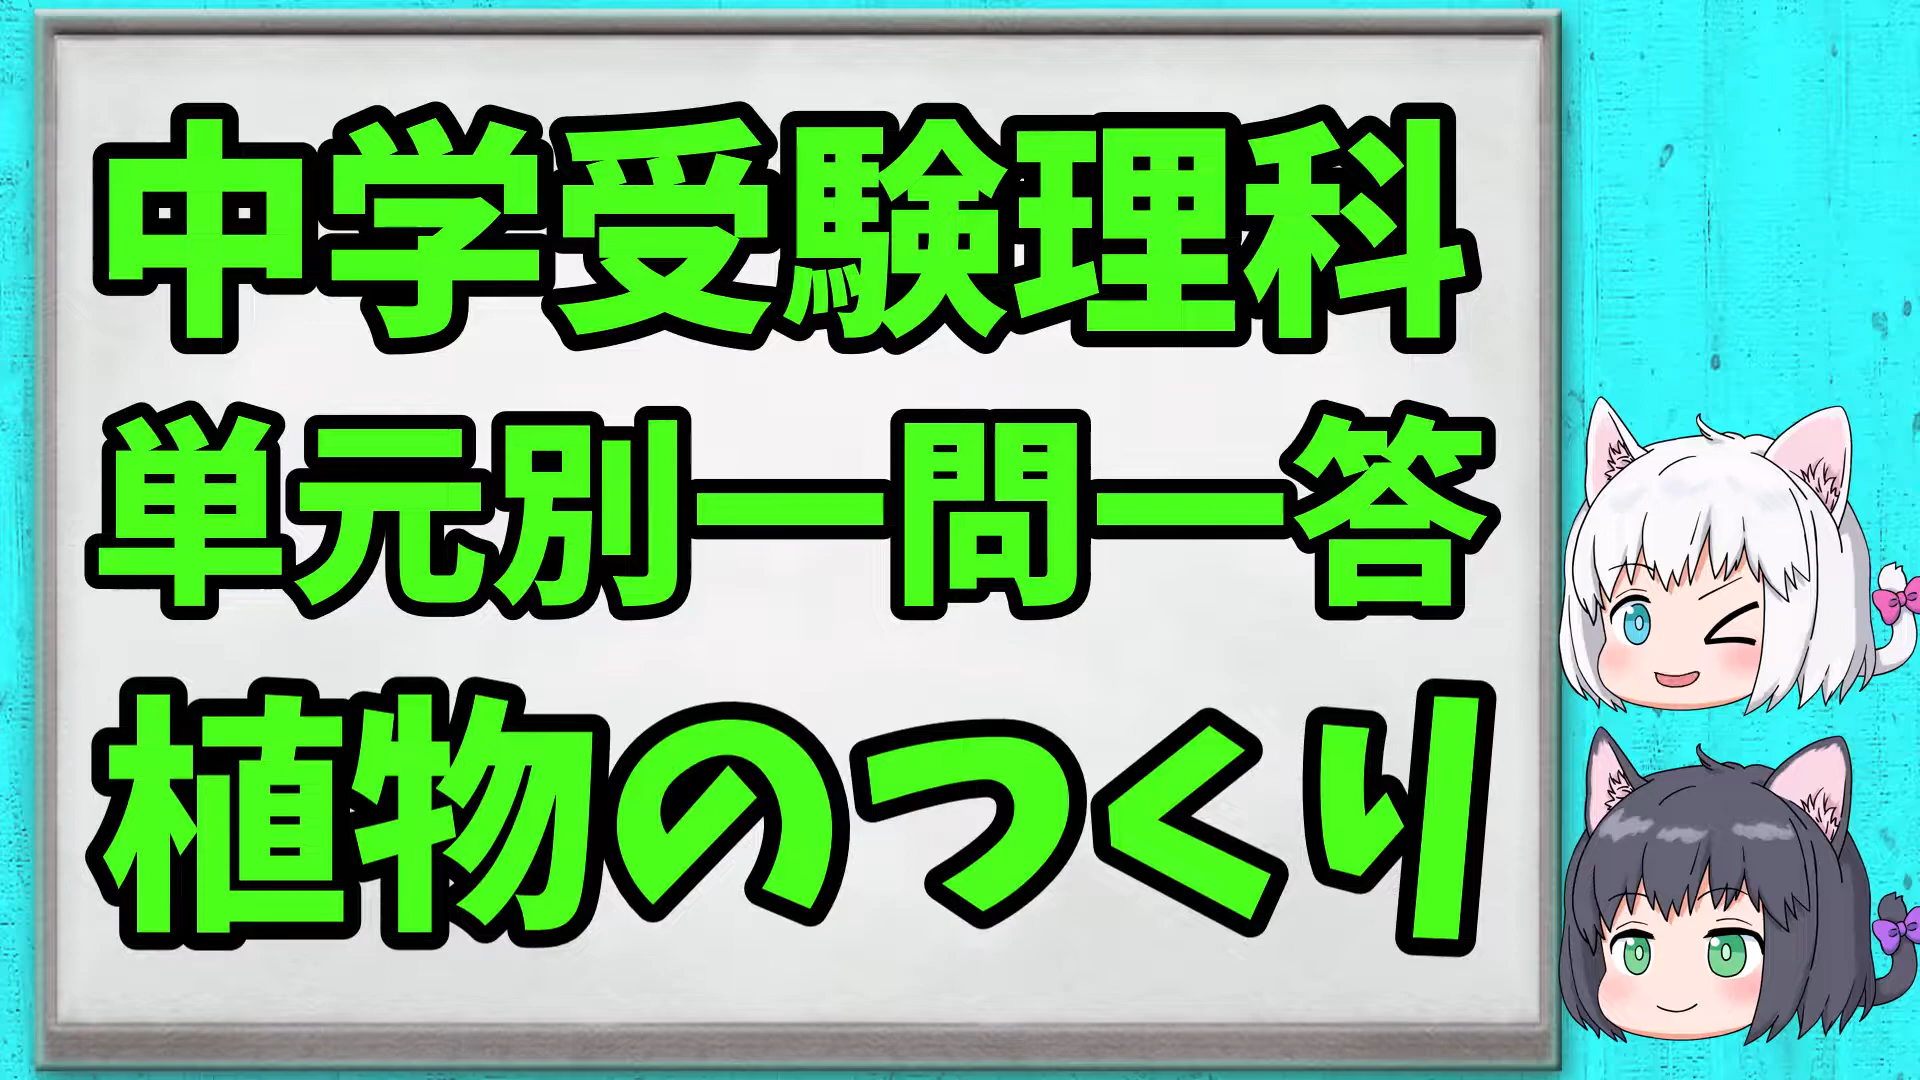 中学受験理科
単元別一問一答
植物のつくり